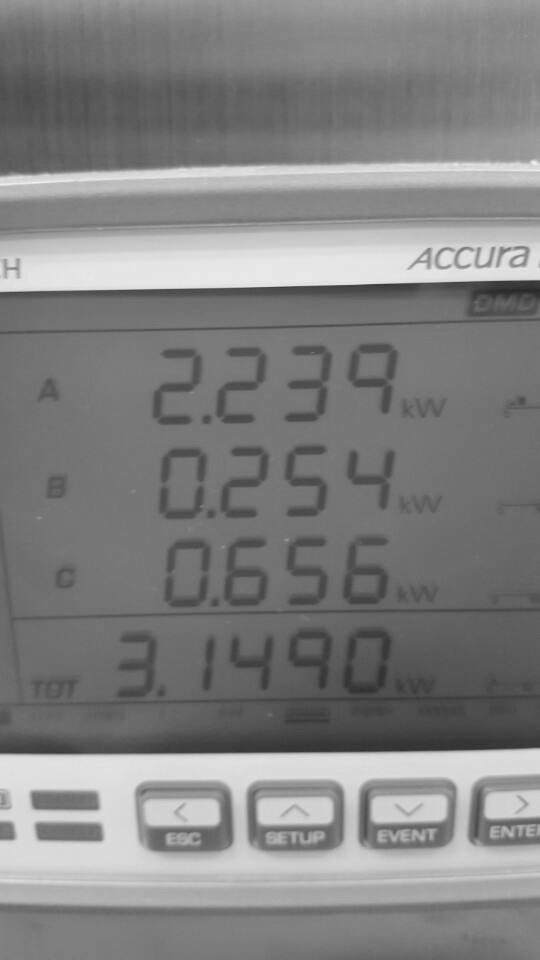 CH
ACCURA
DMD
A 2.239 kW
B 0.254 kW
C 0.656 kW
TOT 3.1490 kW
< ESC
SETUP
EVENT
> ENTER